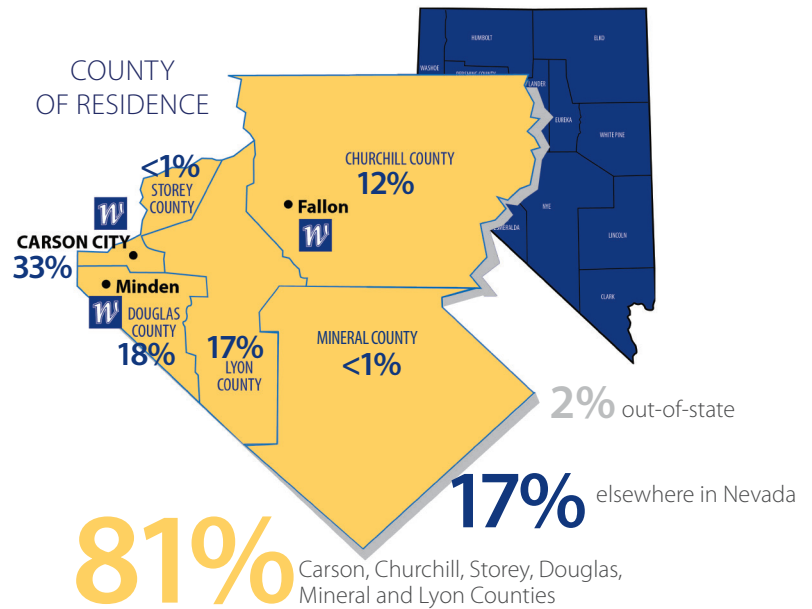 COUNTY
OF RESIDENCE
HUMBOLT
ELKO
WASHOE
LANDER
EUREKA
WHITE PINE
NYE
LINCOLN
CLARK
CHURCHILL COUNTY
12%
<1%
STOREY
COUNTY
W
Fallon
W
CARSON CITY
33%
Minden
W
DOUGLAS
COUNTY
18%
17%
LYON
COUNTY
MINERAL COUNTY
<1%
2% out-of-state
17% elsewhere in Nevada
81% Carson, Churchill, Storey, Douglas,
Mineral and Lyon Counties